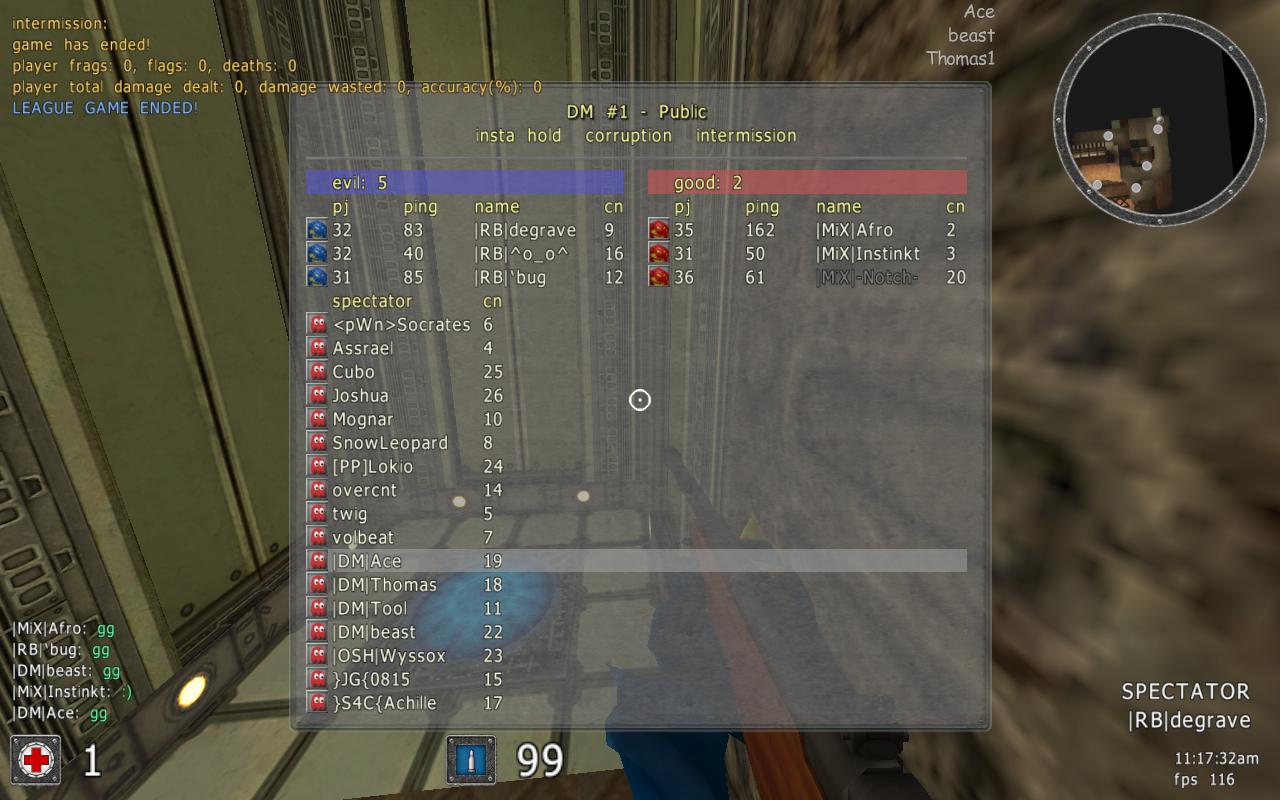 intermission:
game has ended!
player frags: 0, flags: 0, deaths: 0
player total damage dealt: 0, damage wasted: 0, accuracy(%): 0
LEAGUE GAME ENDED!
Ace
beast
Thomas1
DM #1 - Public
insta hold corruption intermission
evil: 5 good: 2
pj ping name cn pj ping name cn
32 83 |RB|degrave 9 35 162 |MiX|Afro 2
32 40 |RB|^o_o^ 16 31 50 |MiX|Instinkt 3
31 85 |RB|'bug 12 36 61 |MiX|-Notch- 20
spectator cn
<pWn>Socrates 6
Assrael 4
Cubo 25
Joshua 26
Mognar 10
SnowLeopard 8
[PP]Lokio 24
overcnt 14
twig 5
volbeat 7
|DM|Ace 19
|DM|Thomas 18
|DM|Tool 11
|DM|beast 22
|OSH|Wyssox 23
}JG{0815 15
}S4C{Achille 17
|MiX|Afro: gg
|RB|'bug: gg
|DM|beast: gg
|MiX|Instinkt: :)
|DM|Ace: gg
1
99
SPECTATOR
|RB|degrave
11:17:32am
fps 116